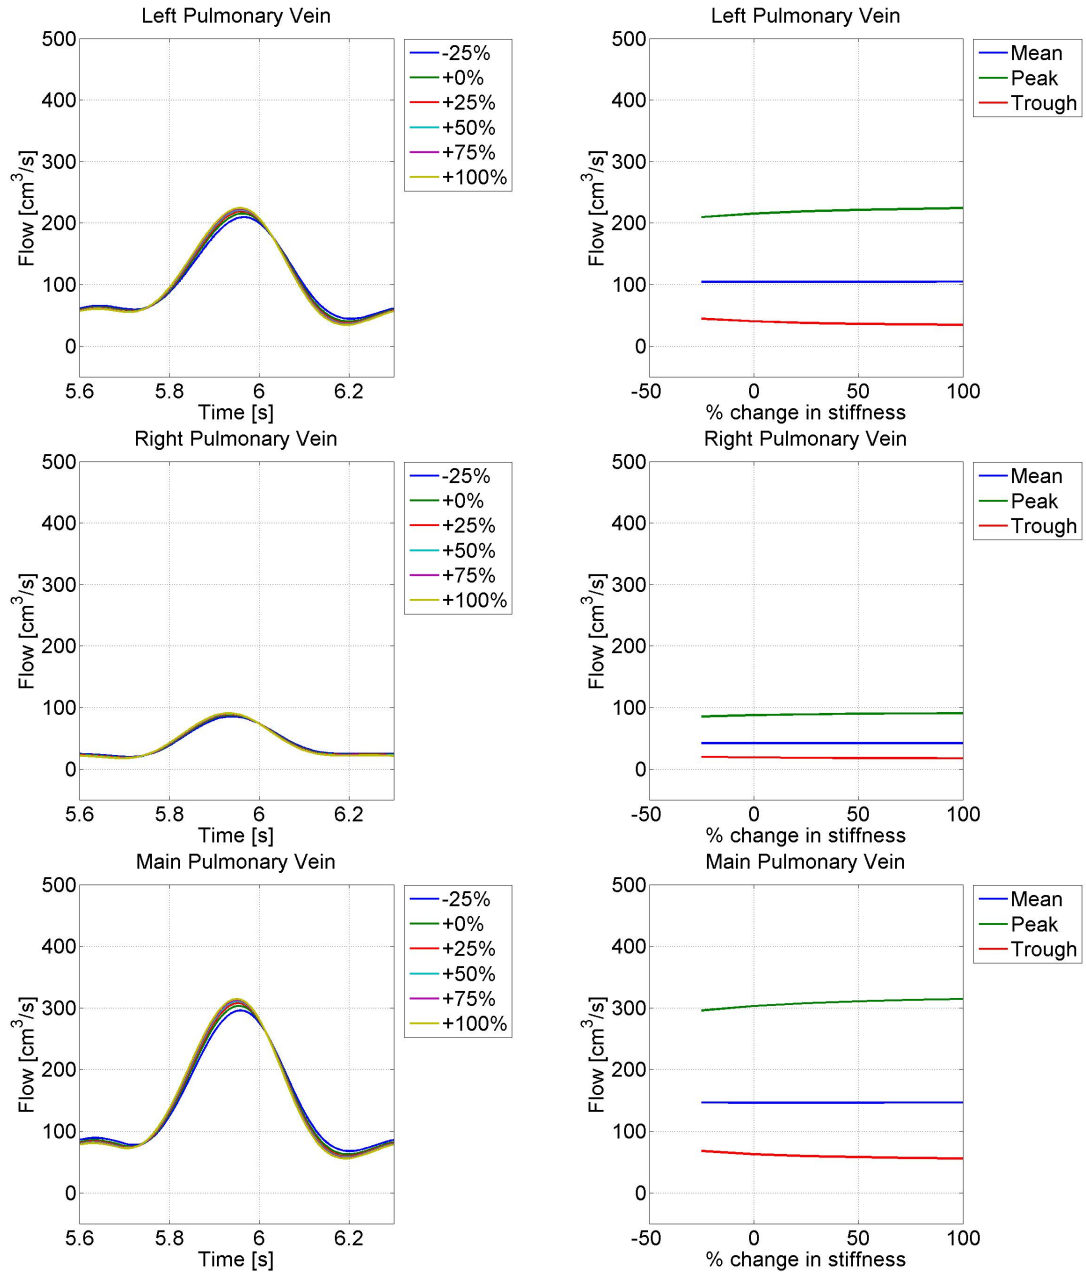 Left Pulmonary Vein
500
400
300
200
100
0
Flow [cm³/s]
5.6
5.8
6
6.2
Time [s]
-25%
+0%
+25%
+50%
+75%
+100%
Left Pulmonary Vein
500
400
300
200
100
0
Flow [cm³/s]
-50
0
50
100
% change in stiffness
Mean
Peak
Trough
Right Pulmonary Vein
500
400
300
200
100
0
Flow [cm³/s]
5.6
5.8
6
6.2
Time [s]
-25%
+0%
+25%
+50%
+75%
+100%
Right Pulmonary Vein
500
400
300
200
100
0
Flow [cm³/s]
-50
0
50
100
% change in stiffness
Mean
Peak
Trough
Main Pulmonary Vein
500
400
300
200
100
0
Flow [cm³/s]
5.6
5.8
6
6.2
Time [s]
-25%
+0%
+25%
+50%
+75%
+100%
Main Pulmonary Vein
500
400
300
200
100
0
Flow [cm³/s]
-50
0
50
100
% change in stiffness
Mean
Peak
Trough